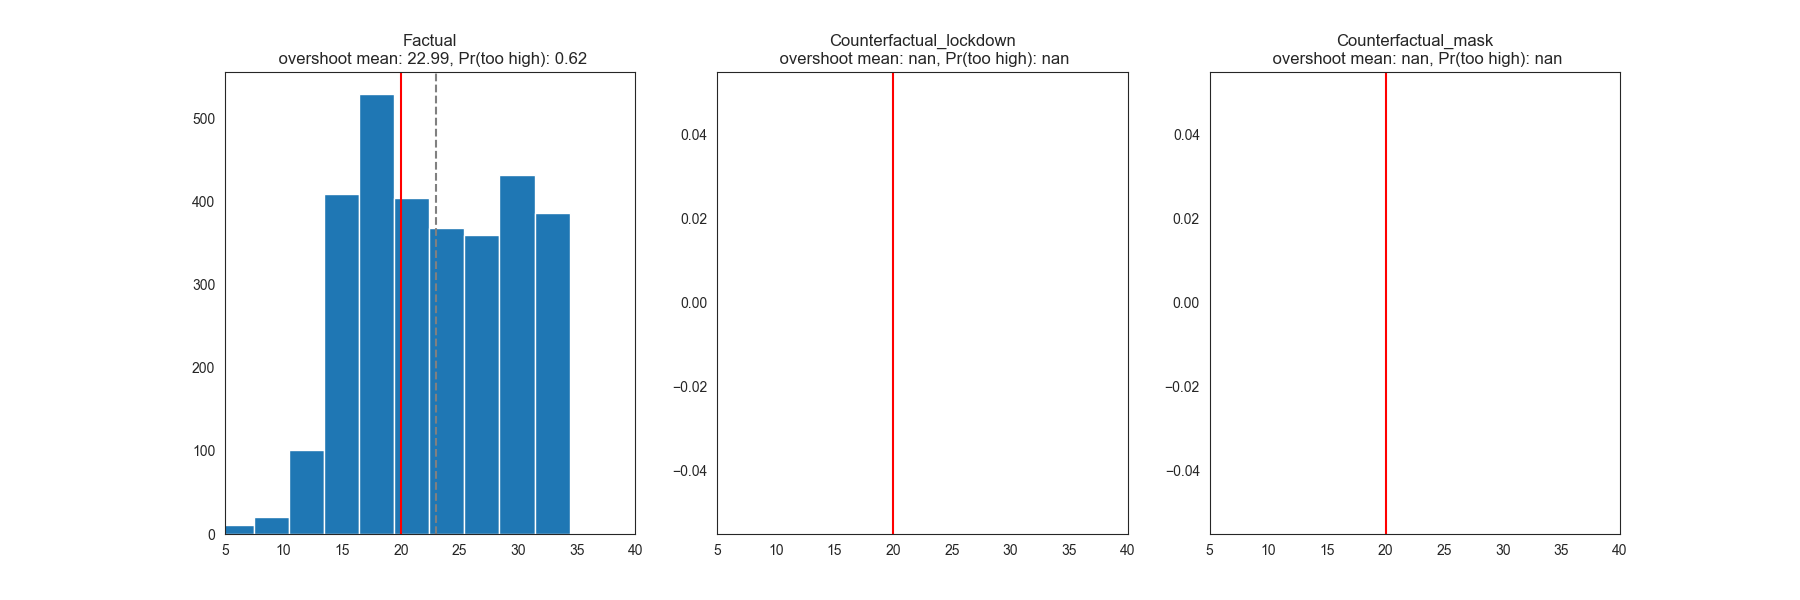 Factual
overshoot mean: 22.99, Pr(too high): 0.62
500
400
300
200
100
0
5 10 15 20 25 30 35 40
Counterfactual_lockdown
overshoot mean: nan, Pr(too high): nan
0.04
0.02
0.00
−0.02
−0.04
5 10 15 20 25 30 35 40
Counterfactual_mask
overshoot mean: nan, Pr(too high): nan
0.04
0.02
0.00
−0.02
−0.04
5 10 15 20 25 30 35 40